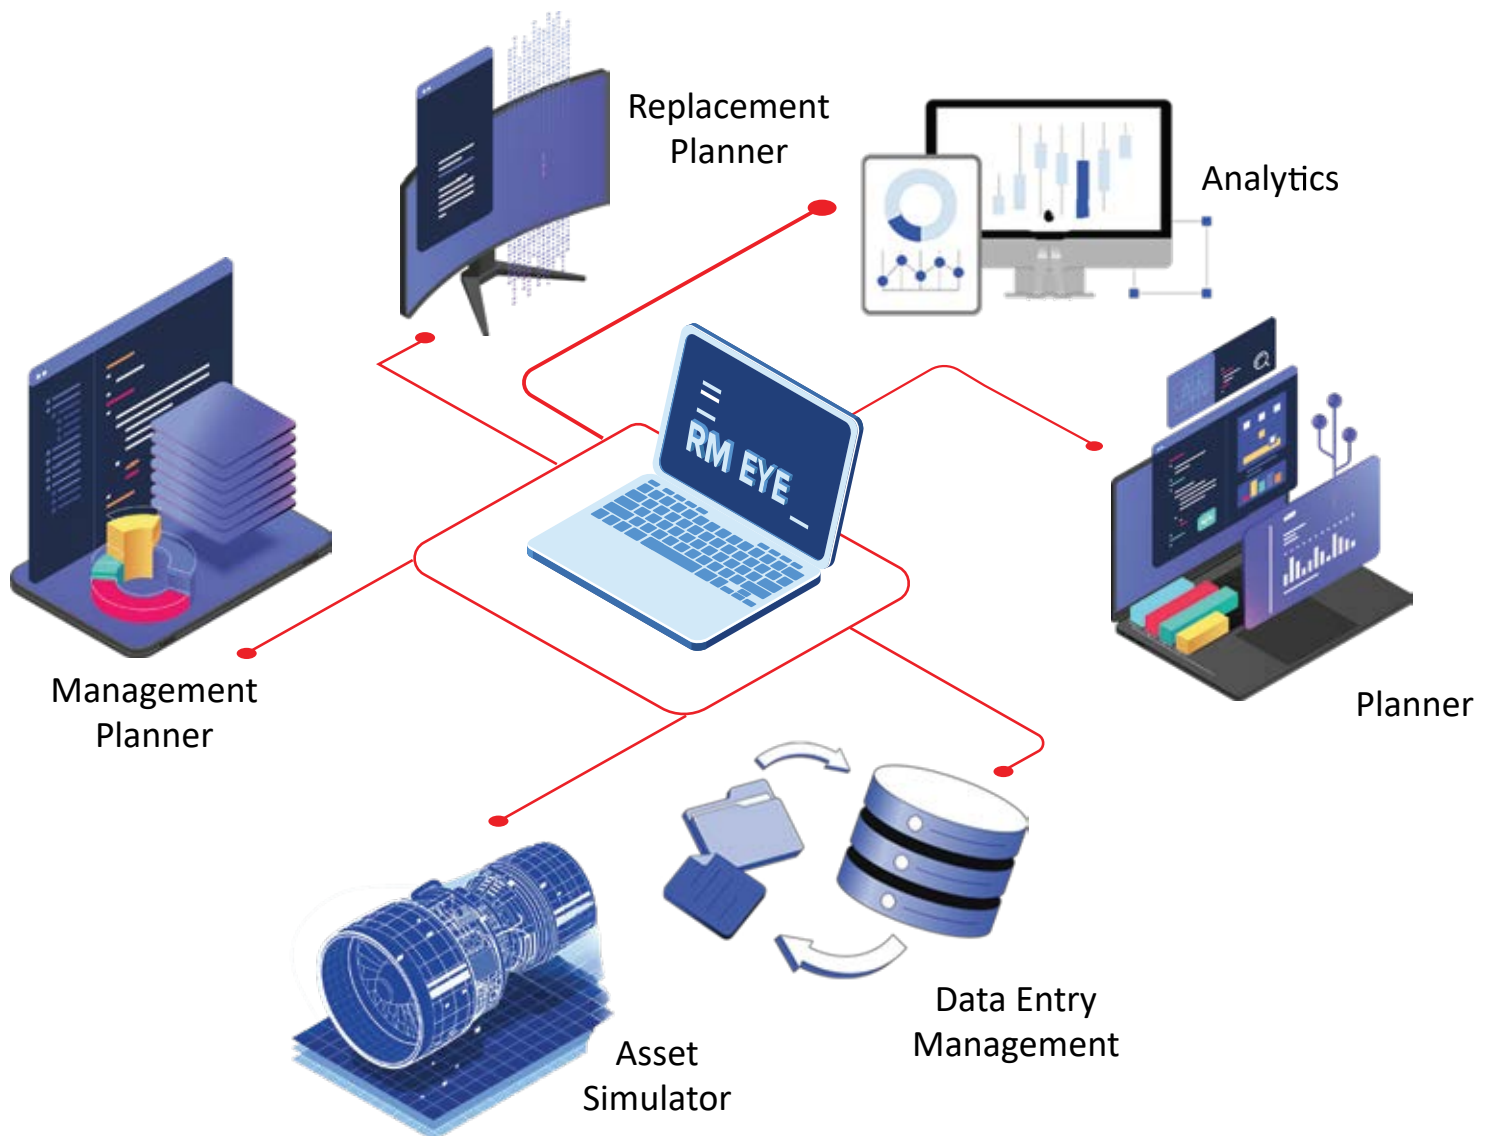 Replacement
Planner
Analytics
RM EYE_
Management
Planner
Planner
Data Entry
Management
Asset
Simulator